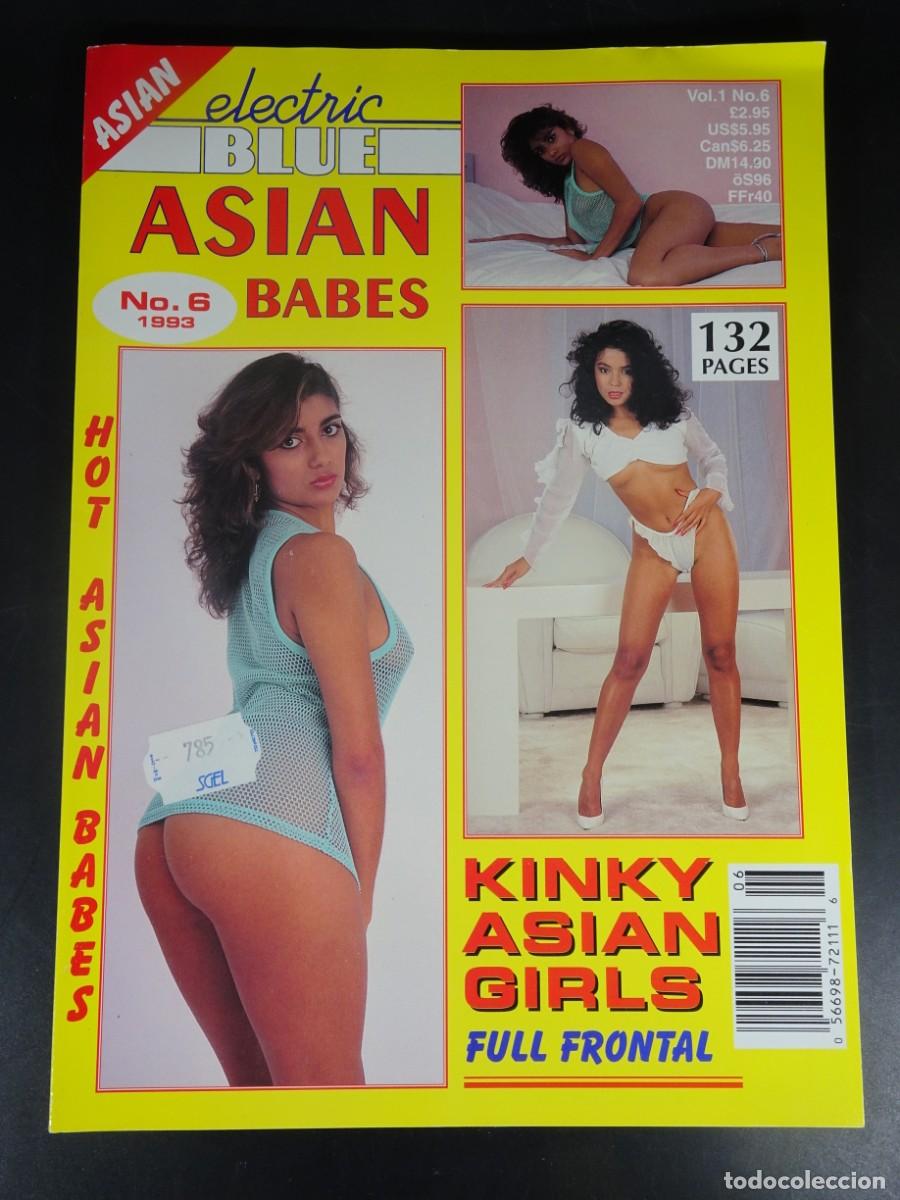 ASIAN
electric
BLUE
ASIAN
BABES
No. 6
1993
Vol.1 No.6
£2.95
US$5.95
Can$6.25
DM14.90
öS96
FFr40
132
PAGES
HOT ASIAN BABES
785
SGEL
KINKY
ASIAN
GIRLS
FULL FRONTAL
06
0 56698-72111 6
todocoleccion